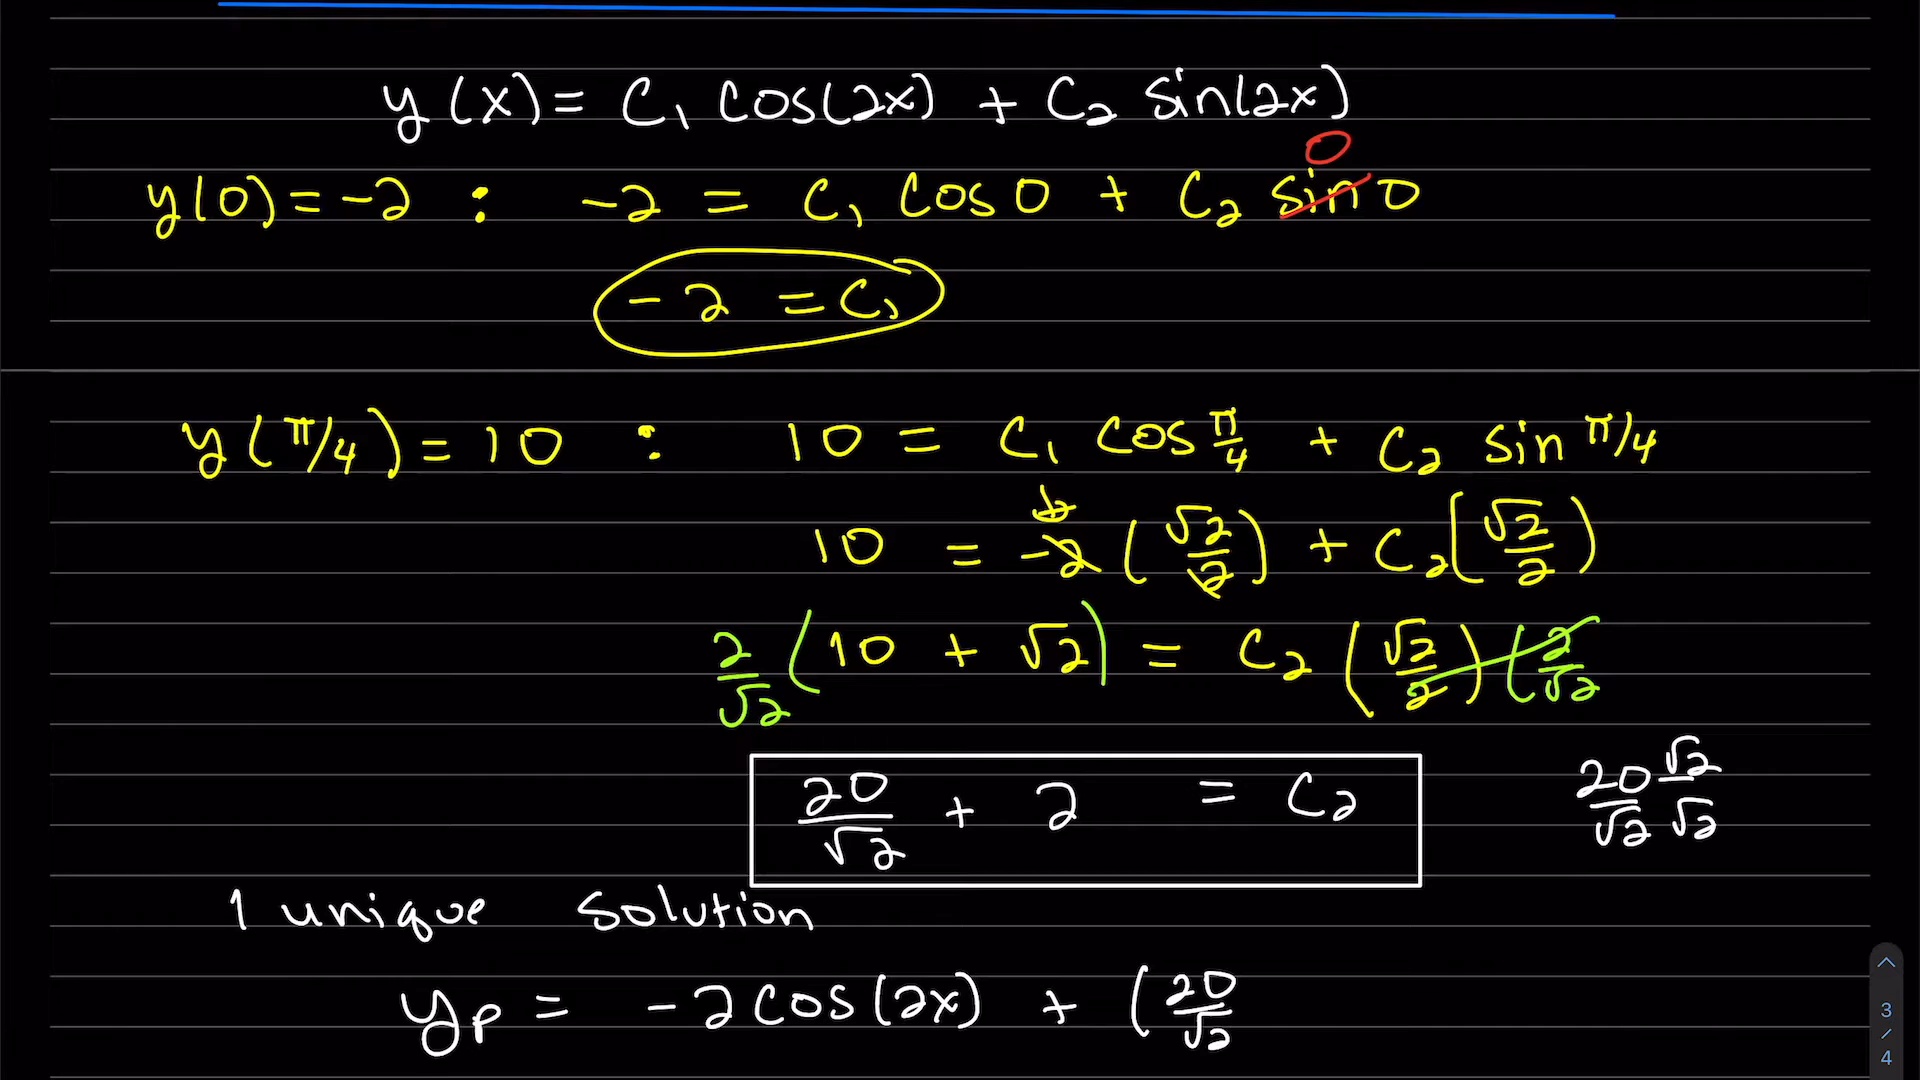 y(x) = C₁ cos(2x) + C₂ sin(2x)
0
y(0) = -2 : -2 = C₁ cos 0 + C₂ sin 0
-2 = C₁
y(π/4) = 10 : 10 = C₁ cos π/4 + C₂ sin π/4
10 = -2 (√2/2) + C₂ (√2/2)
2/√2 (10 + √2) = C₂ (√2/2) (2/√2
20/√2 + 2 = C₂
20/√2 √2/√2
1 unique solution
yₚ = -2 cos(2x) + (20/√2
3
/
4